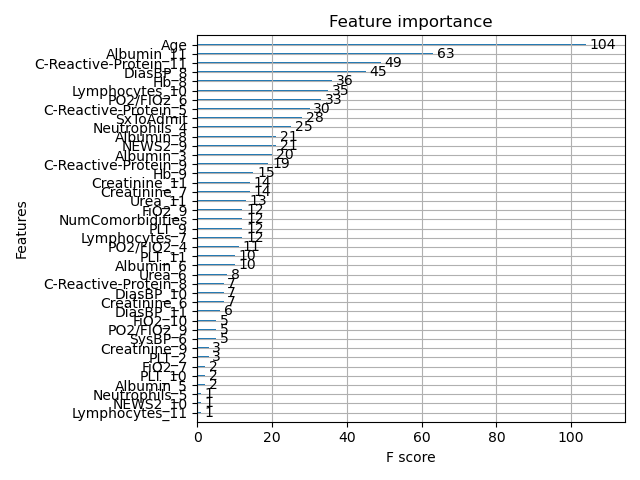 Feature importance
Age 104
Albumin_11 63
C-Reactive-Protein_11 49
DiasBP_8 45
Hb_8 36
Lymphocytes_10 35
PO2/FIO2_6 33
C-Reactive-Protein_5 30
SxToAdmit 28
Neutrophils_4 25
Albumin_8 21
NEWS2_9 21
Albumin_3 20
C-Reactive-Protein_9 19
Hb_9 15
Creatinine_11 14
Creatinine_7 14
Urea_11 13
FiO2_9 12
NumComorbidities 12
PLT_9 12
Lymphocytes_7 12
PO2/FIO2_4 11
PLT_11 10
Albumin_6 10
Urea_6 8
C-Reactive-Protein_8 7
DiasBP_10 7
Creatinine_6 7
DiasBP_11 6
FiO2_10 5
PO2/FIO2_9 5
SysBP_6 5
Creatinine_9 3
PLT_2 3
FiO2_7 2
PLT_10 2
Albumin_5 2
Neutrophils_5 1
NEWS2_10 1
Lymphocytes_11 1
Features
0 20 40 60 80 100
F score